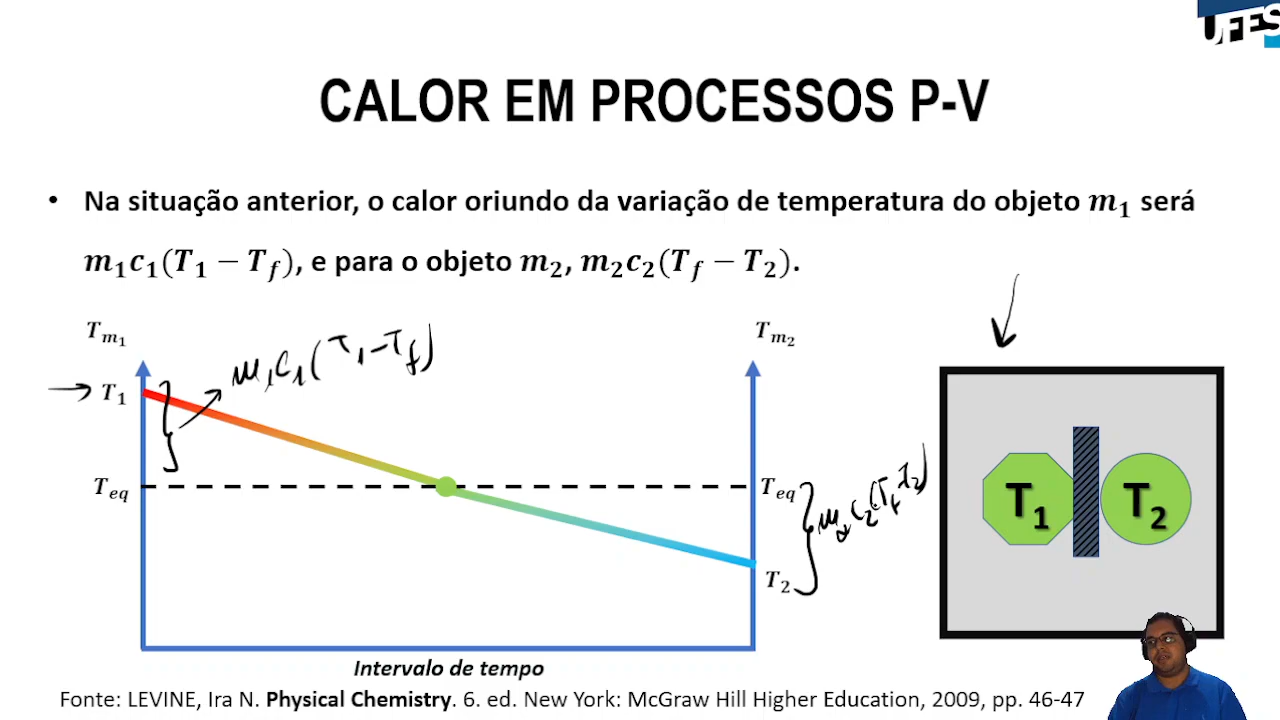 UFES
CALOR EM PROCESSOS P-V
• Na situação anterior, o calor oriundo da variação de temperatura do objeto m₁ será
m₁c₁(T₁ − T_f), e para o objeto m₂, m₂c₂(T_f − T₂).
T_m₁
m₁c₁(T₁−T_f)
T_m₂
T₁
T_eq
T_eq
m₂c₂(T_f-T₂)
T₁
T₂
T₂
Intervalo de tempo
Fonte: LEVINE, Ira N. Physical Chemistry. 6. ed. New York: McGraw Hill Higher Education, 2009, pp. 46-47